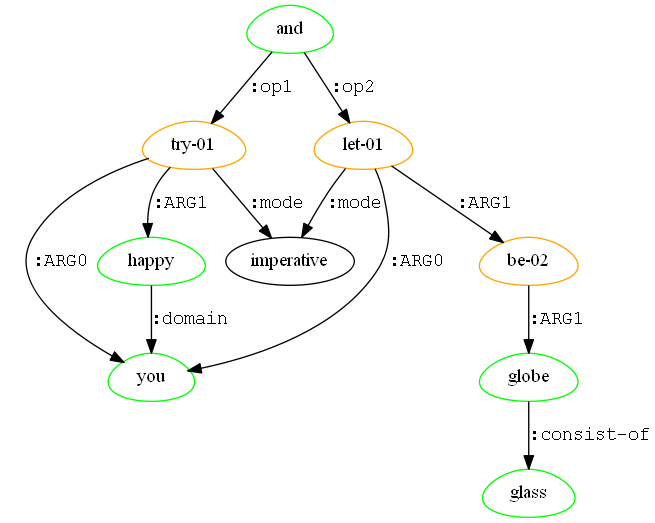 and
:op1 :op2
try-01 let-01
:ARG1 :mode :mode :ARG1
:ARG0 happy imperative :ARG0 be-02
:domain :ARG1
you globe
:consist-of
glass